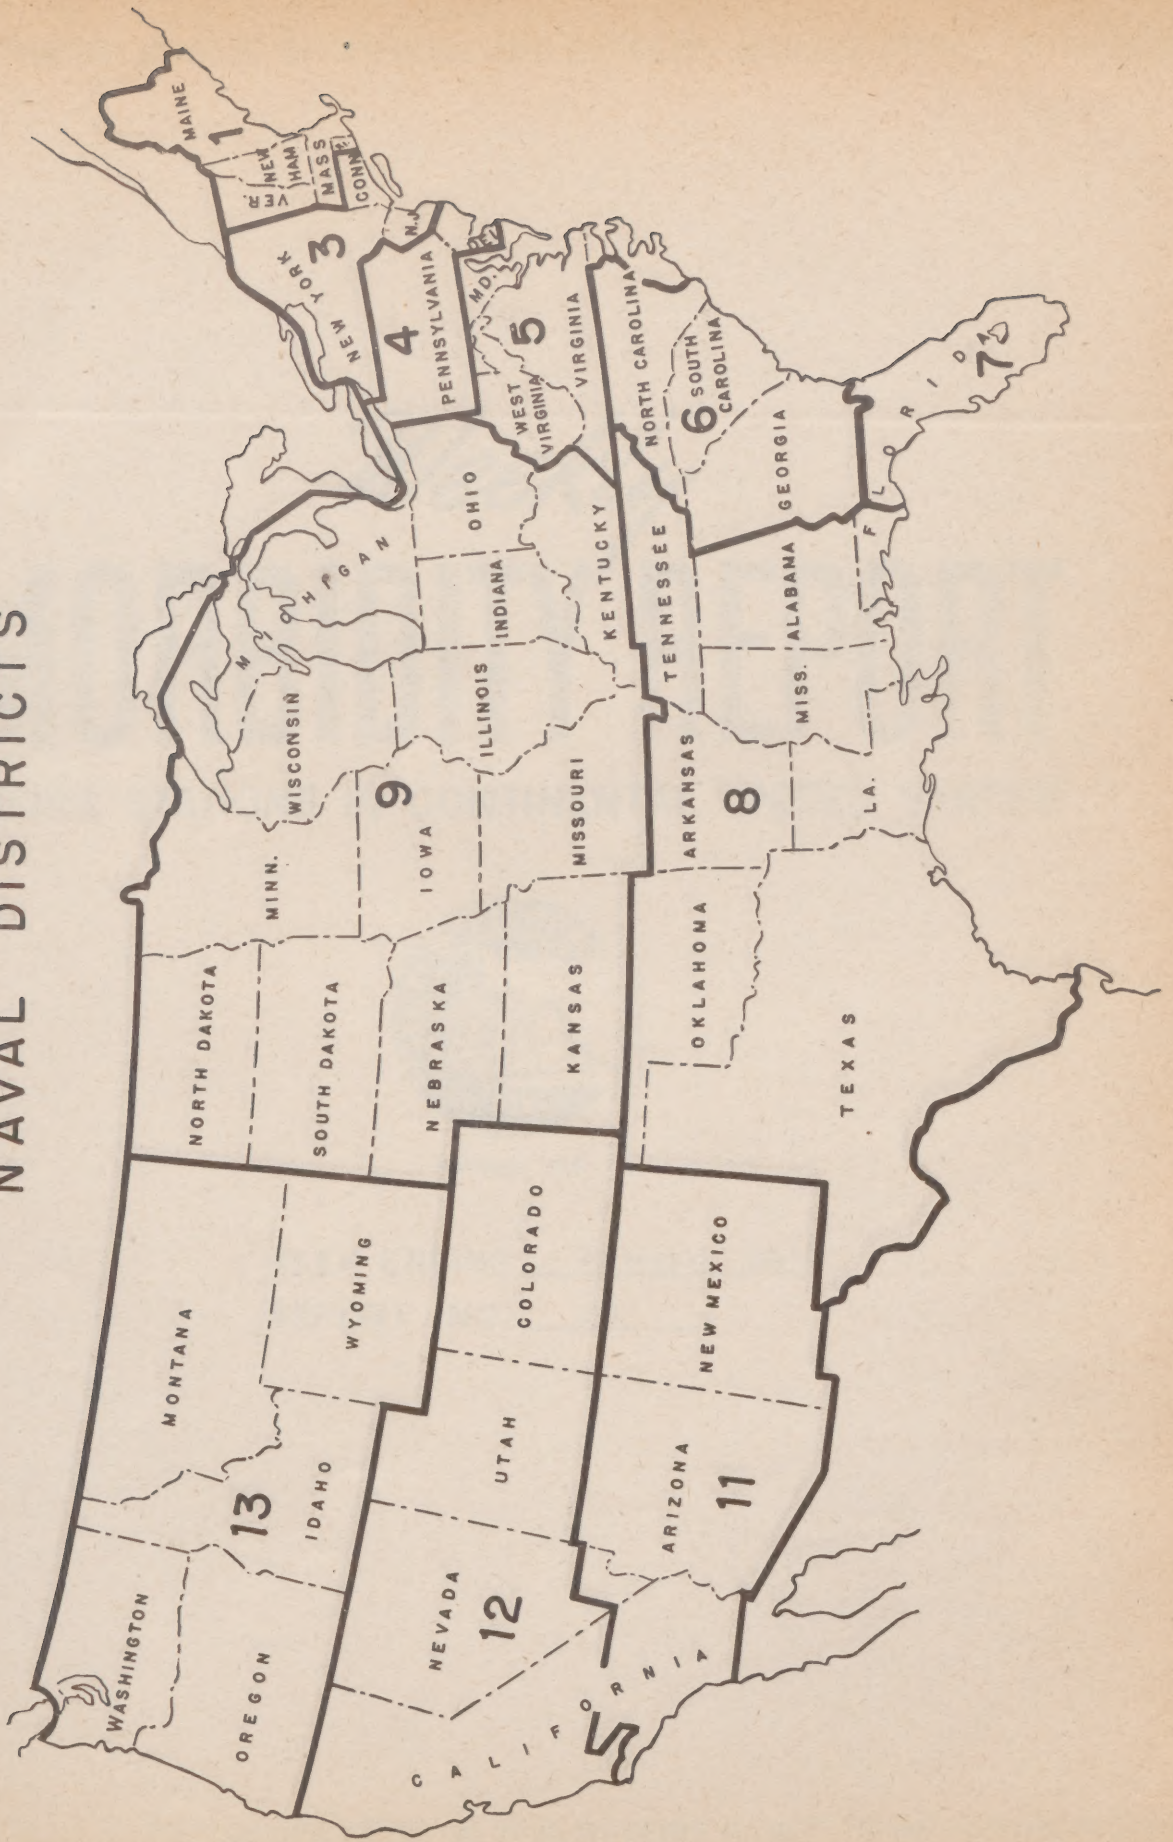 NAVAL DISTRICTS
WASHINGTON
OREGON
13
IDAHO
MONTANA
WYOMING
NORTH DAKOTA
SOUTH DAKOTA
NEBRASKA
KANSAS
MINN.
IOWA
9
WISCONSIN
MICHIGAN
ILLINOIS
INDIANA
OHIO
MISSOURI
KENTUCKY
CALIFORNIA
NEVADA
12
UTAH
COLORADO
ARIZONA
11
NEW MEXICO
TEXAS
OKLAHOMA
ARKANSAS
8
LA.
MISS.
ALABAMA
TENNESSEE
GEORGIA
FLORIDA
7
6
SOUTH
CAROLINA
NORTH CAROLINA
VIRGINIA
5
WEST
VIRGINIA
MD.
PENNSYLVANIA
4
N.J.
NEW YORK
3
CONN
MASS
VER.
NEW
HAM
1
MAINE